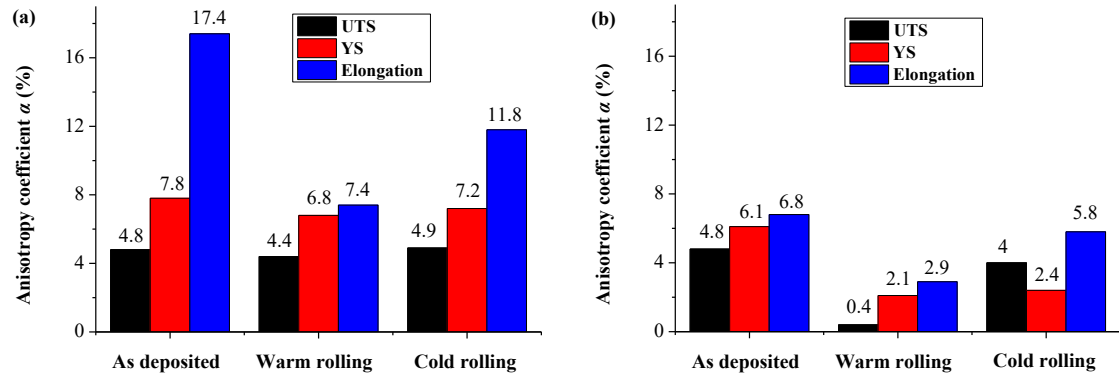 (a)
Anisotropy coefficient α (%)
16
12
8
4
0
UTS
YS
Elongation
4.8
7.8
17.4
4.4
6.8
7.4
4.9
7.2
11.8
As deposited
Warm rolling
Cold rolling
(b)
Anisotropy coefficient α (%)
16
12
8
4
0
UTS
YS
Elongation
4.8
6.1
6.8
0.4
2.1
2.9
4
2.4
5.8
As deposited
Warm rolling
Cold rolling